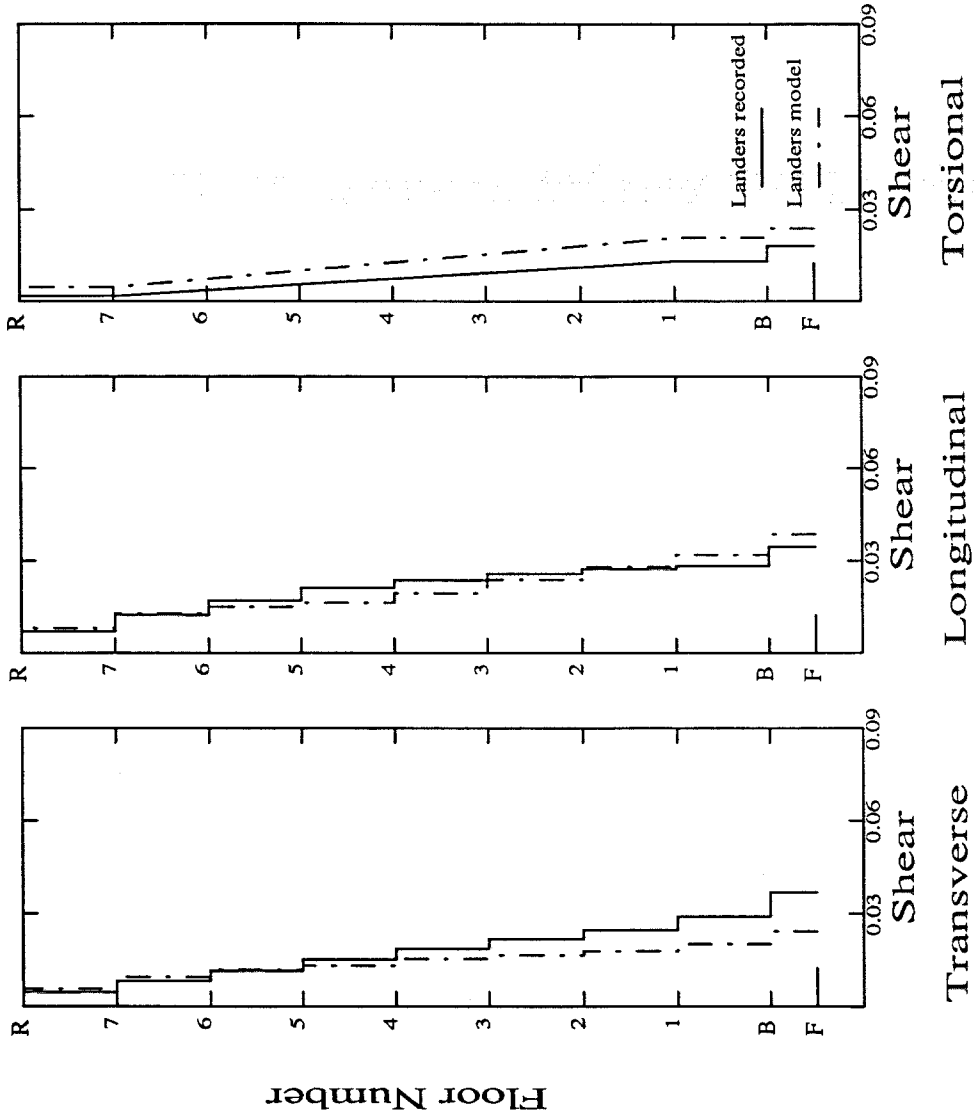 Floor Number
R
7
6
5
4
3
2
1
B
F
0.03
0.06
0.09
Shear
Transverse
R
7
6
5
4
3
2
1
B
F
0.03
0.06
0.09
Shear
Longitudinal
R
7
6
5
4
3
2
1
B
F
Landers recorded
Landers model
0.03
0.06
0.09
Shear
Torsional